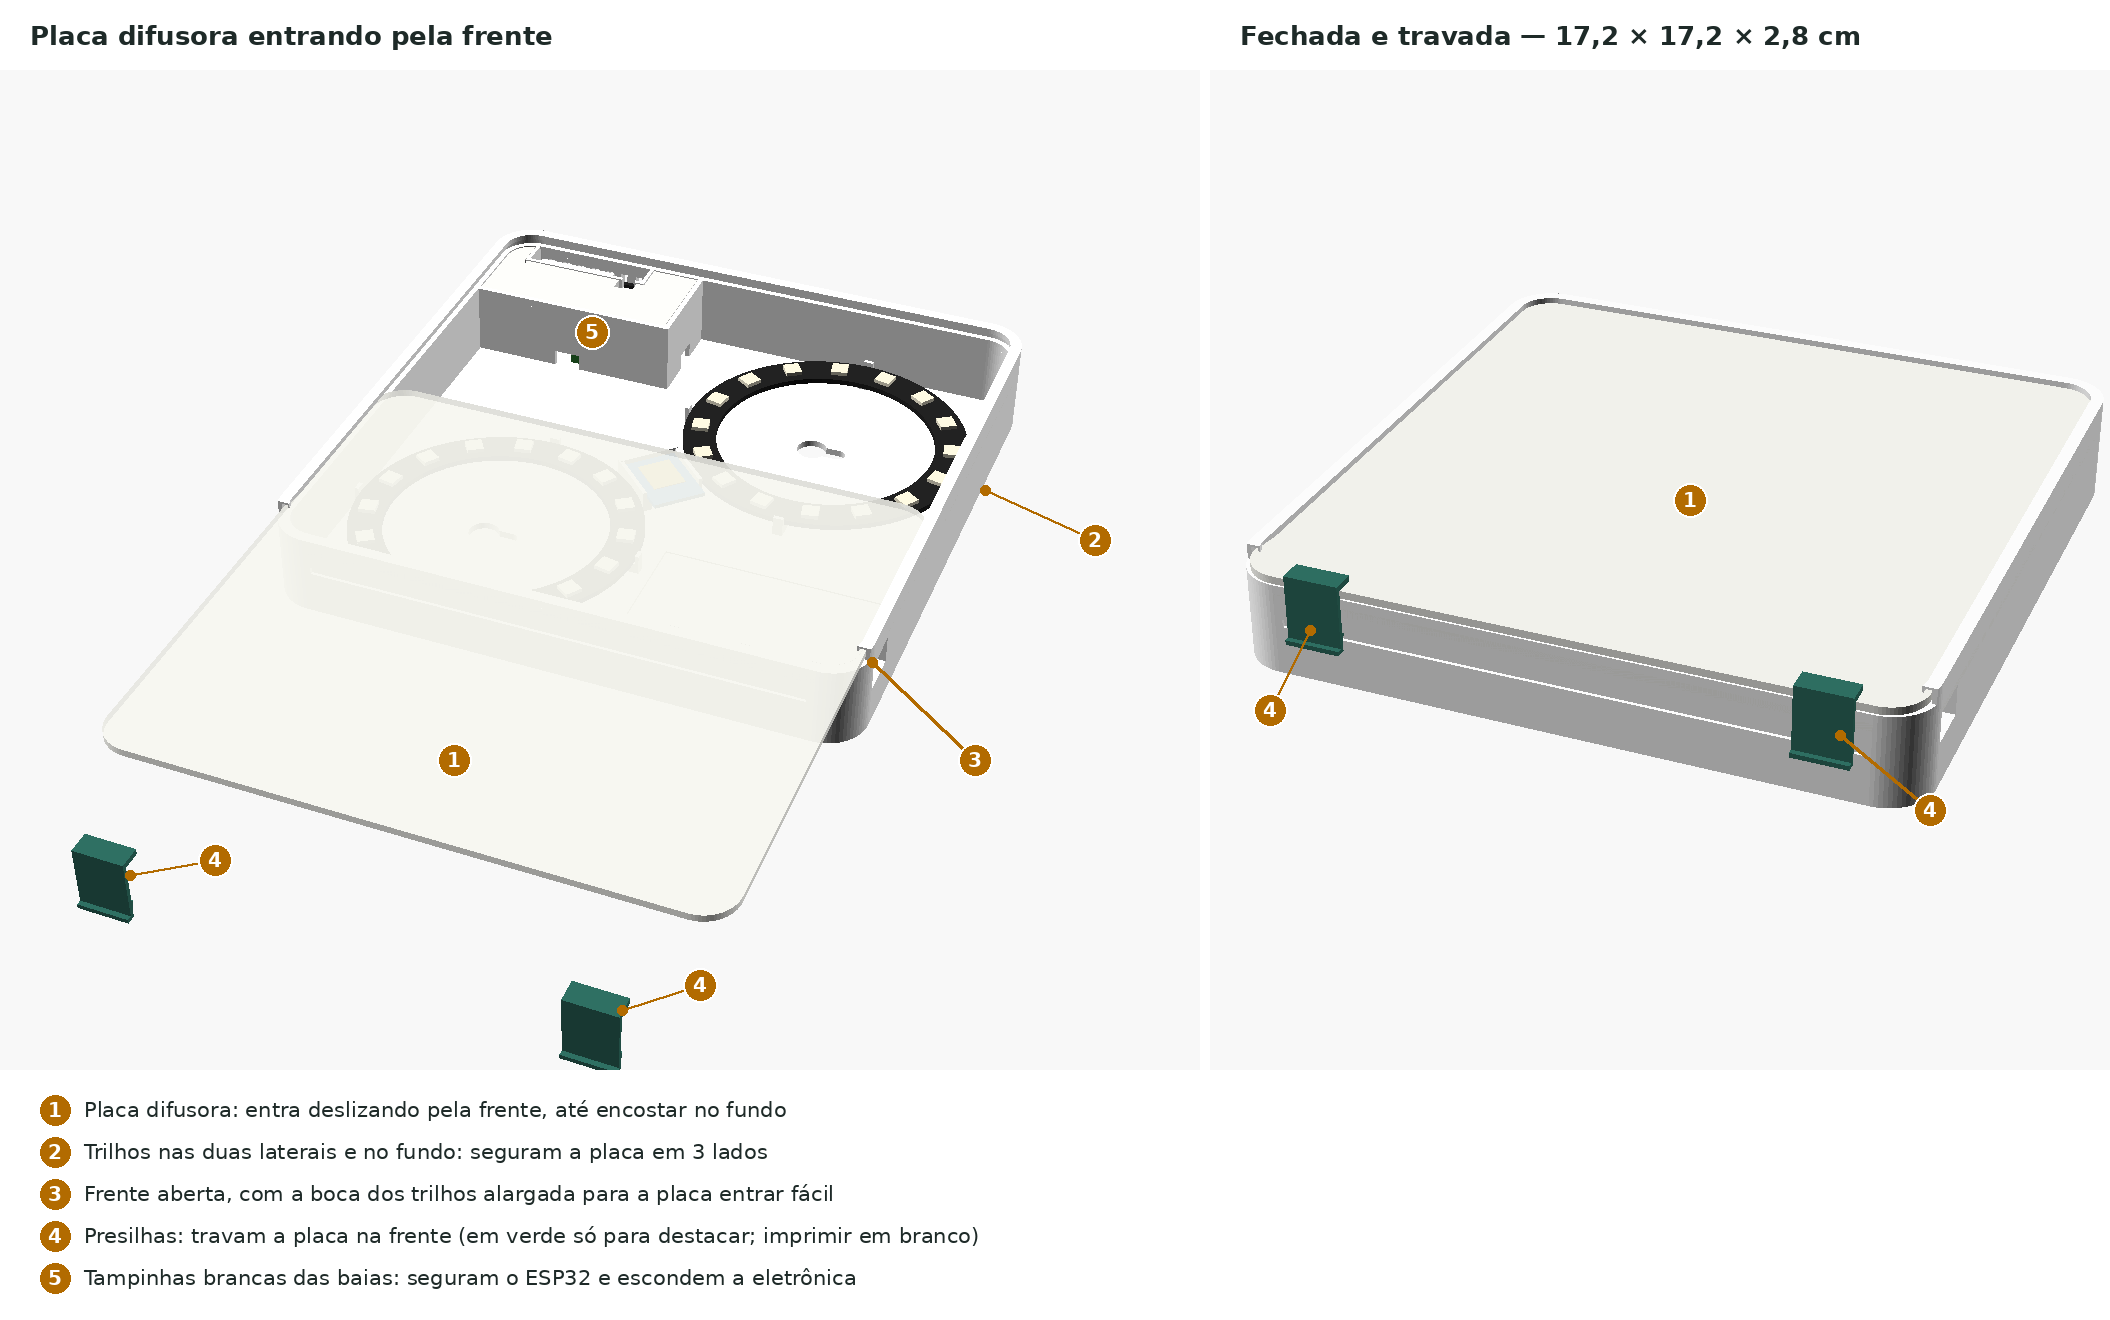 Placa difusora entrando pela frente
Fechada e travada — 17,2 × 17,2 × 2,8 cm
5
2
1
3
4
4
1
4
4
1 Placa difusora: entra deslizando pela frente, até encostar no fundo
2 Trilhos nas duas laterais e no fundo: seguram a placa em 3 lados
3 Frente aberta, com a boca dos trilhos alargada para a placa entrar fácil
4 Presilhas: travam a placa na frente (em verde só para destacar; imprimir em branco)
5 Tampinhas brancas das baias: seguram o ESP32 e escondem a eletrônica